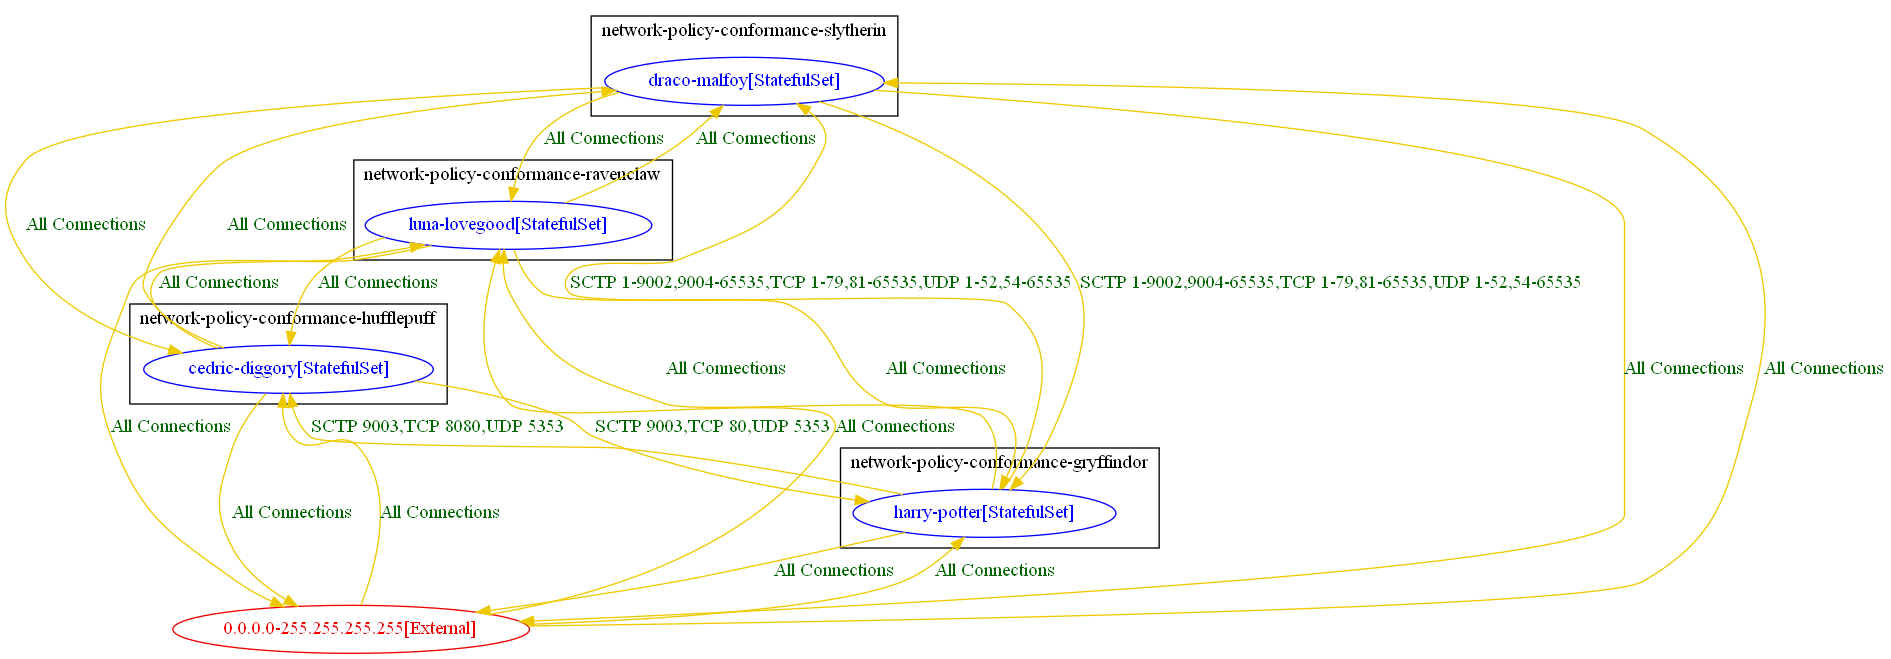 network-policy-conformance-slytherin
draco-malfoy[StatefulSet]
All Connections
All Connections
network-policy-conformance-ravenclaw
luna-lovegood[StatefulSet]
All Connections
All Connections
All Connections
All Connections
SCTP 1-9002,9004-65535,TCP 1-79,81-65535,UDP 1-52,54-65535
SCTP 1-9002,9004-65535,TCP 1-79,81-65535,UDP 1-52,54-65535
network-policy-conformance-hufflepuff
cedric-diggory[StatefulSet]
All Connections
All Connections
All Connections
All Connections
All Connections
SCTP 9003,TCP 8080,UDP 5353
SCTP 9003,TCP 80,UDP 5353
All Connections
network-policy-conformance-gryffindor
harry-potter[StatefulSet]
All Connections
All Connections
All Connections
All Connections
0.0.0.0-255.255.255.255[External]